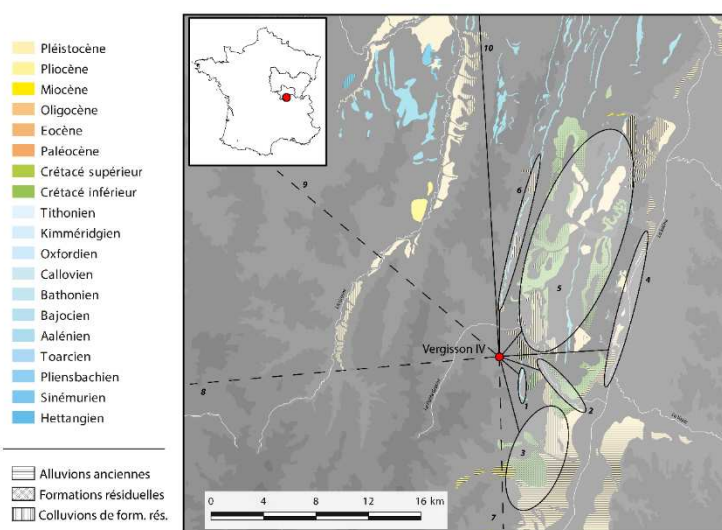 Pléistocène
Pliocène
Miocène
Oligocène
Eocène
Paléocène
Crétacé supérieur
Crétacé inférieur
Tithonien
Kimméridgien
Oxfordien
Callovien
Bathonien
Bajocien
Aalénien
Toarcien
Pliensbachien
Sinémurien
Hettangien
Alluvions anciennes
Formations résiduelles
Colluvions de form. rés.
10
9
6
5
4
Vergisson IV
8
1
2
3
7
0 4 8 12 16 km